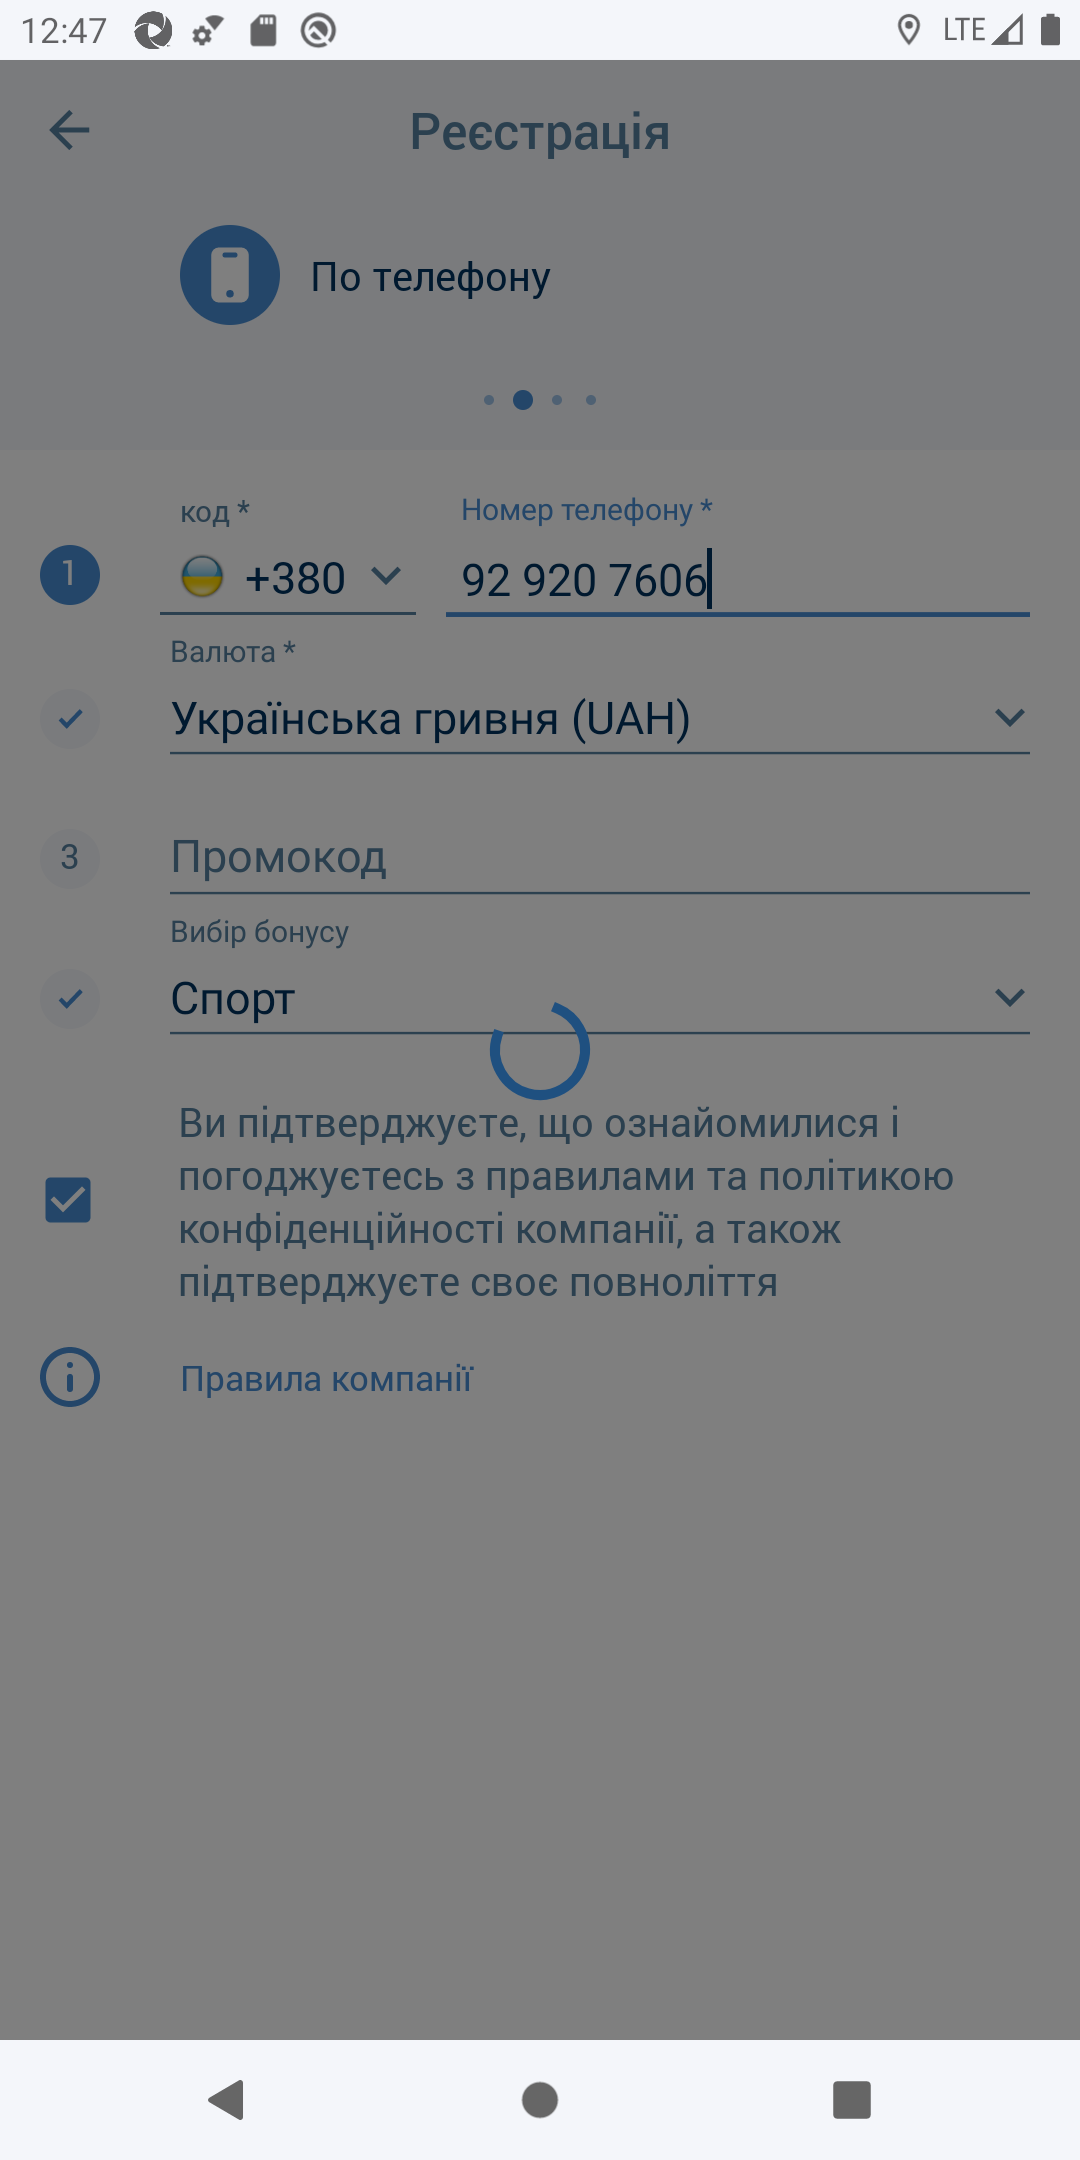 12:47
LTE
Реєстрація
По телефону
код *
Номер телефону *
1
+380
92 920 7606
Валюта *
Українська гривня (UAH)
3
Промокод
Вибір бонусу
Спорт
Ви підтверджуєте, що ознайомилися і
погоджуєтесь з правилами та політикою
конфіденційності компанії, а також
підтверджуєте своє повноліття
Правила компанії